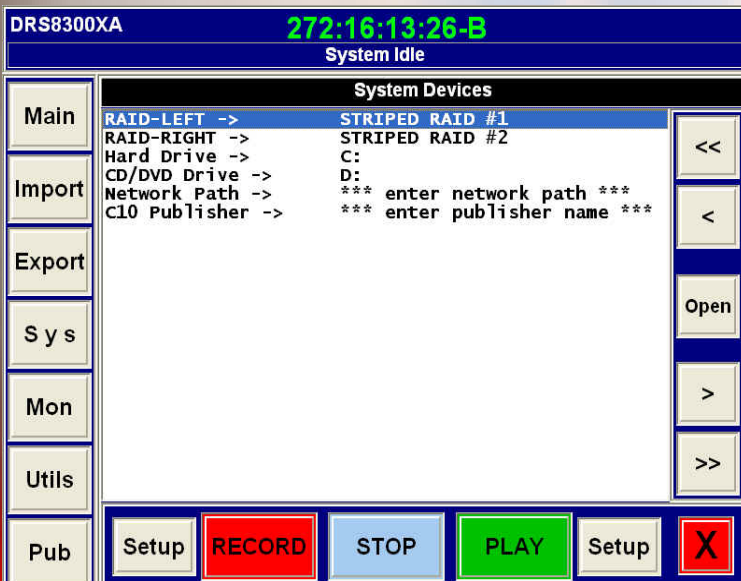 DRS8300XA 272:16:13:26-B
System Idle
System Devices
Main
Import
Export
S y s
Mon
Utils
Pub
RAID-LEFT -> STRIPED RAID #1
RAID-RIGHT -> STRIPED RAID #2
Hard Drive -> C:
CD/DVD Drive -> D:
Network Path -> *** enter network path ***
C10 Publisher -> *** enter publisher name ***
<<
<
Open
>
>>
Setup RECORD STOP PLAY Setup X